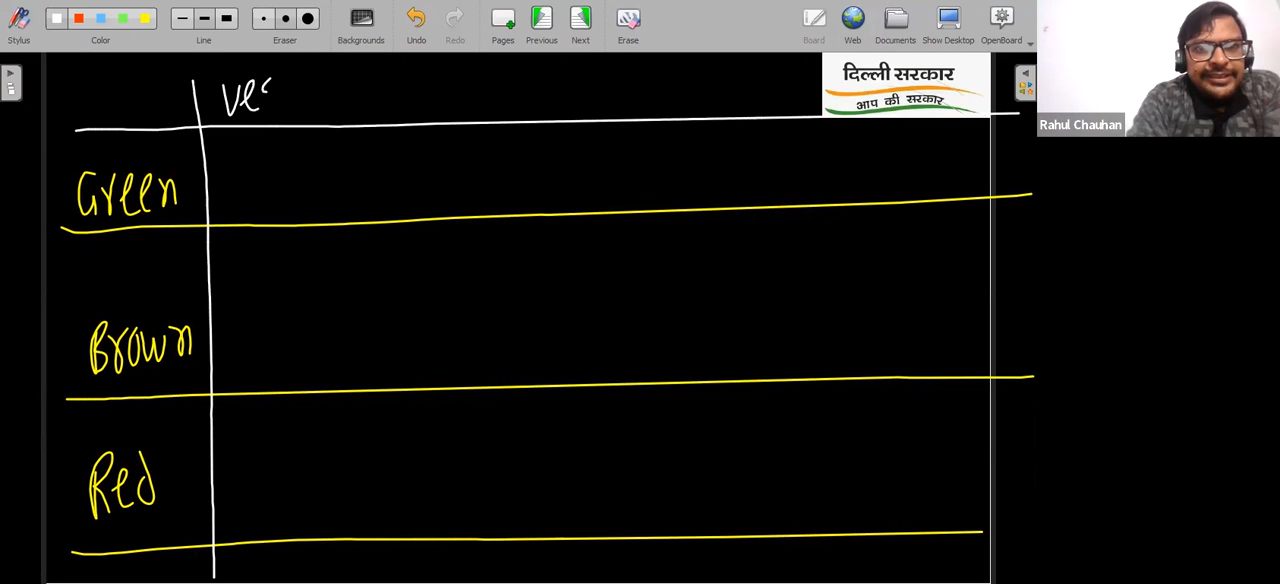 Stylus
Color
Line
Eraser
Backgrounds
Undo
Redo
Pages
Previous
Next
Erase
Board
Web
Documents
Show Desktop
OpenBoard
दिल्ली सरकार
आप की सरकार
Rahul Chauhan
Green
Brown
Red